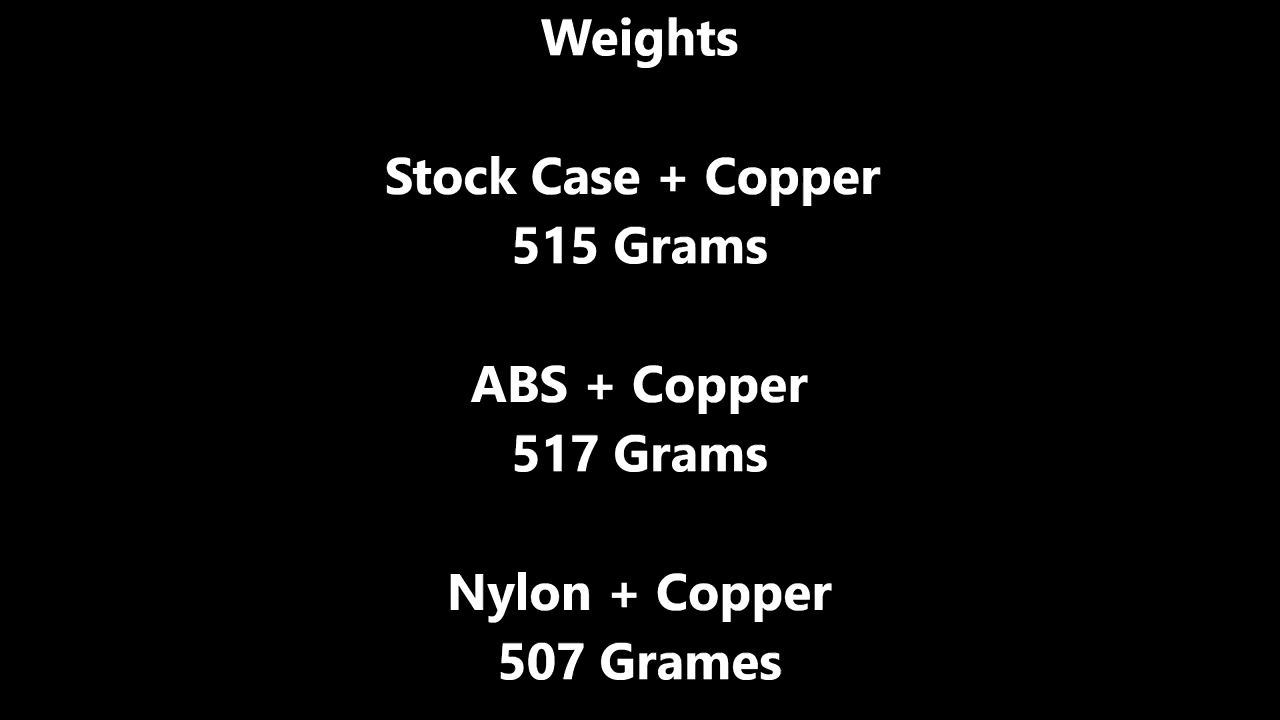 Weights
Stock Case + Copper
515 Grams
ABS + Copper
517 Grams
Nylon + Copper
507 Grames